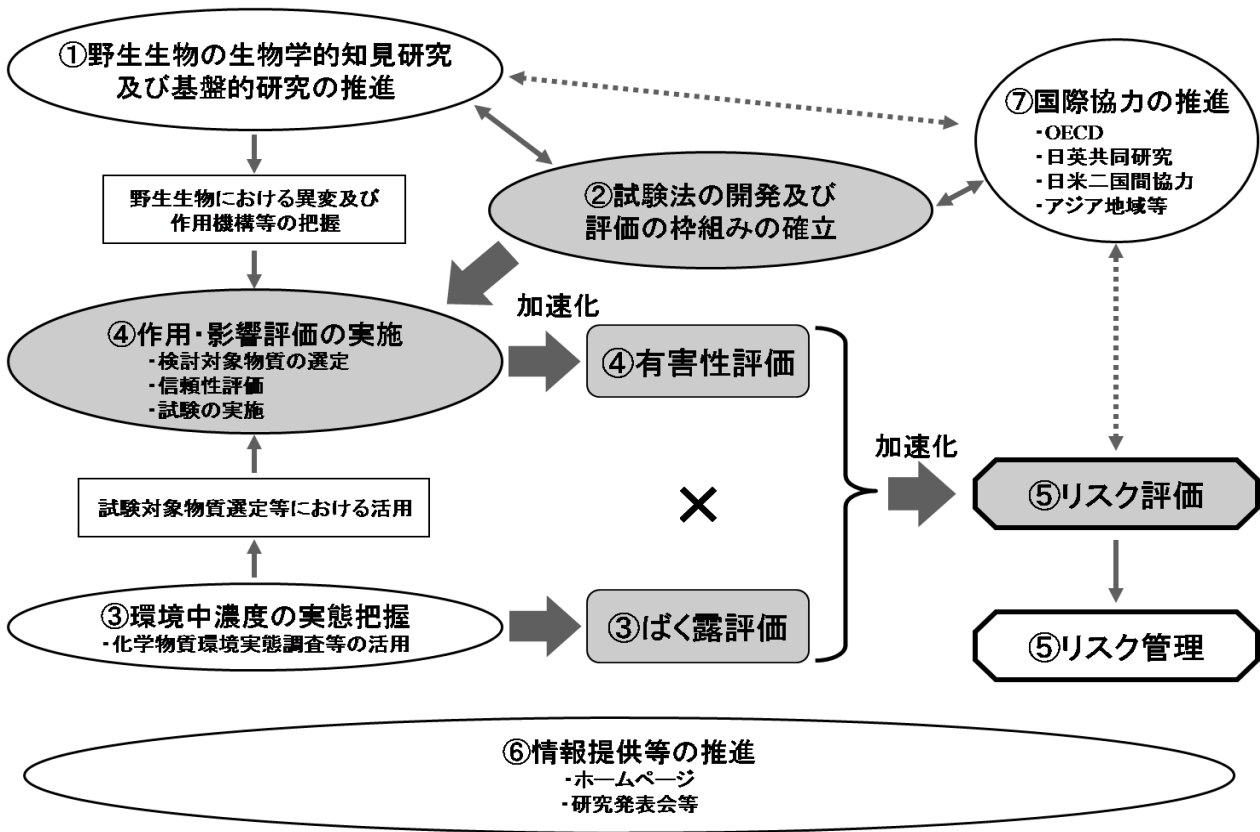 ①野生生物の生物学的知見研究
及び基盤的研究の推進
⑦国際協力の推進
・OECD
・日英共同研究
・日米二国間協力
・アジア地域等
野生生物における異変及び
作用機構等の把握
②試験法の開発及び
評価の枠組みの確立
加速化
④作用・影響評価の実施
・検討対象物質の選定
・信頼性評価
・試験の実施
④有害性評価
加速化
試験対象物質選定等における活用
×
⑤リスク評価
③環境中濃度の実態把握
・化学物質環境実態調査等の活用
③ばく露評価
⑤リスク管理
⑥情報提供等の推進
・ホームページ
・研究発表会等